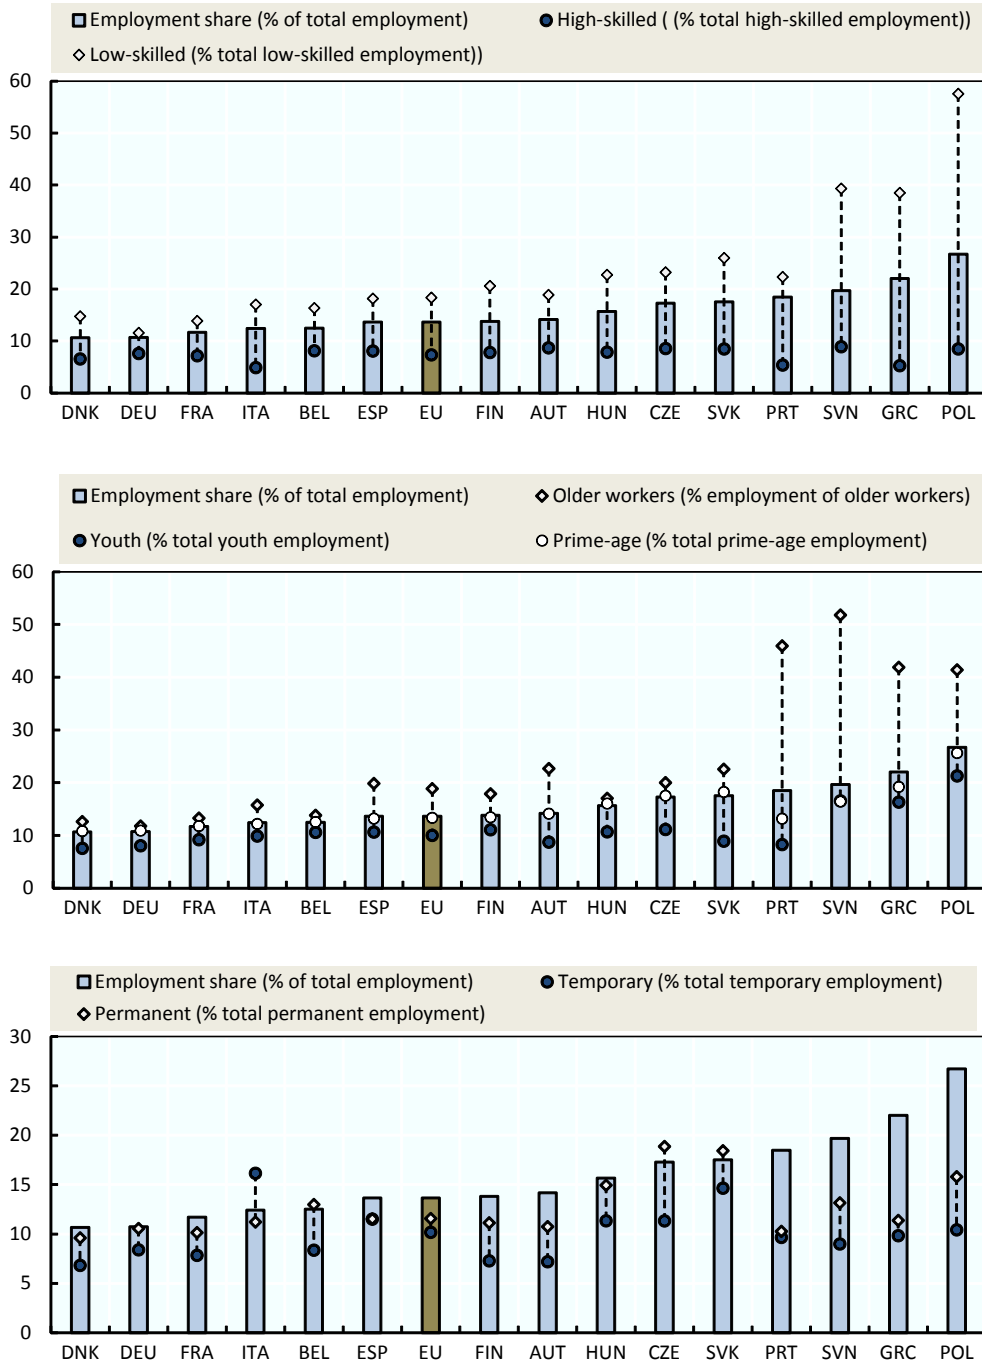 Employment share (% of total employment) High-skilled ( (% total high-skilled employment))
Low-skilled (% total low-skilled employment))
60
50
40
30
20
10
0
DNK DEU FRA ITA BEL ESP EU FIN AUT HUN CZE SVK PRT SVN GRC POL
Employment share (% of total employment) Older workers (% employment of older workers)
Youth (% total youth employment) Prime-age (% total prime-age employment)
60
50
40
30
20
10
0
DNK DEU FRA ITA BEL ESP EU FIN AUT HUN CZE SVK PRT SVN GRC POL
Employment share (% of total employment) Temporary (% total temporary employment)
Permanent (% total permanent employment)
30
25
20
15
10
5
0
DNK DEU FRA ITA BEL ESP EU FIN AUT HUN CZE SVK PRT SVN GRC POL